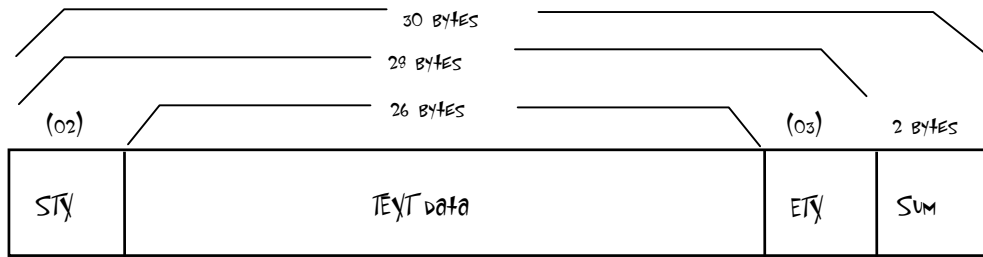 30 BYTES
28 BYTES
26 BYTES
(02) (03) 2 BYTES
STX TEXT Data ETX SUM